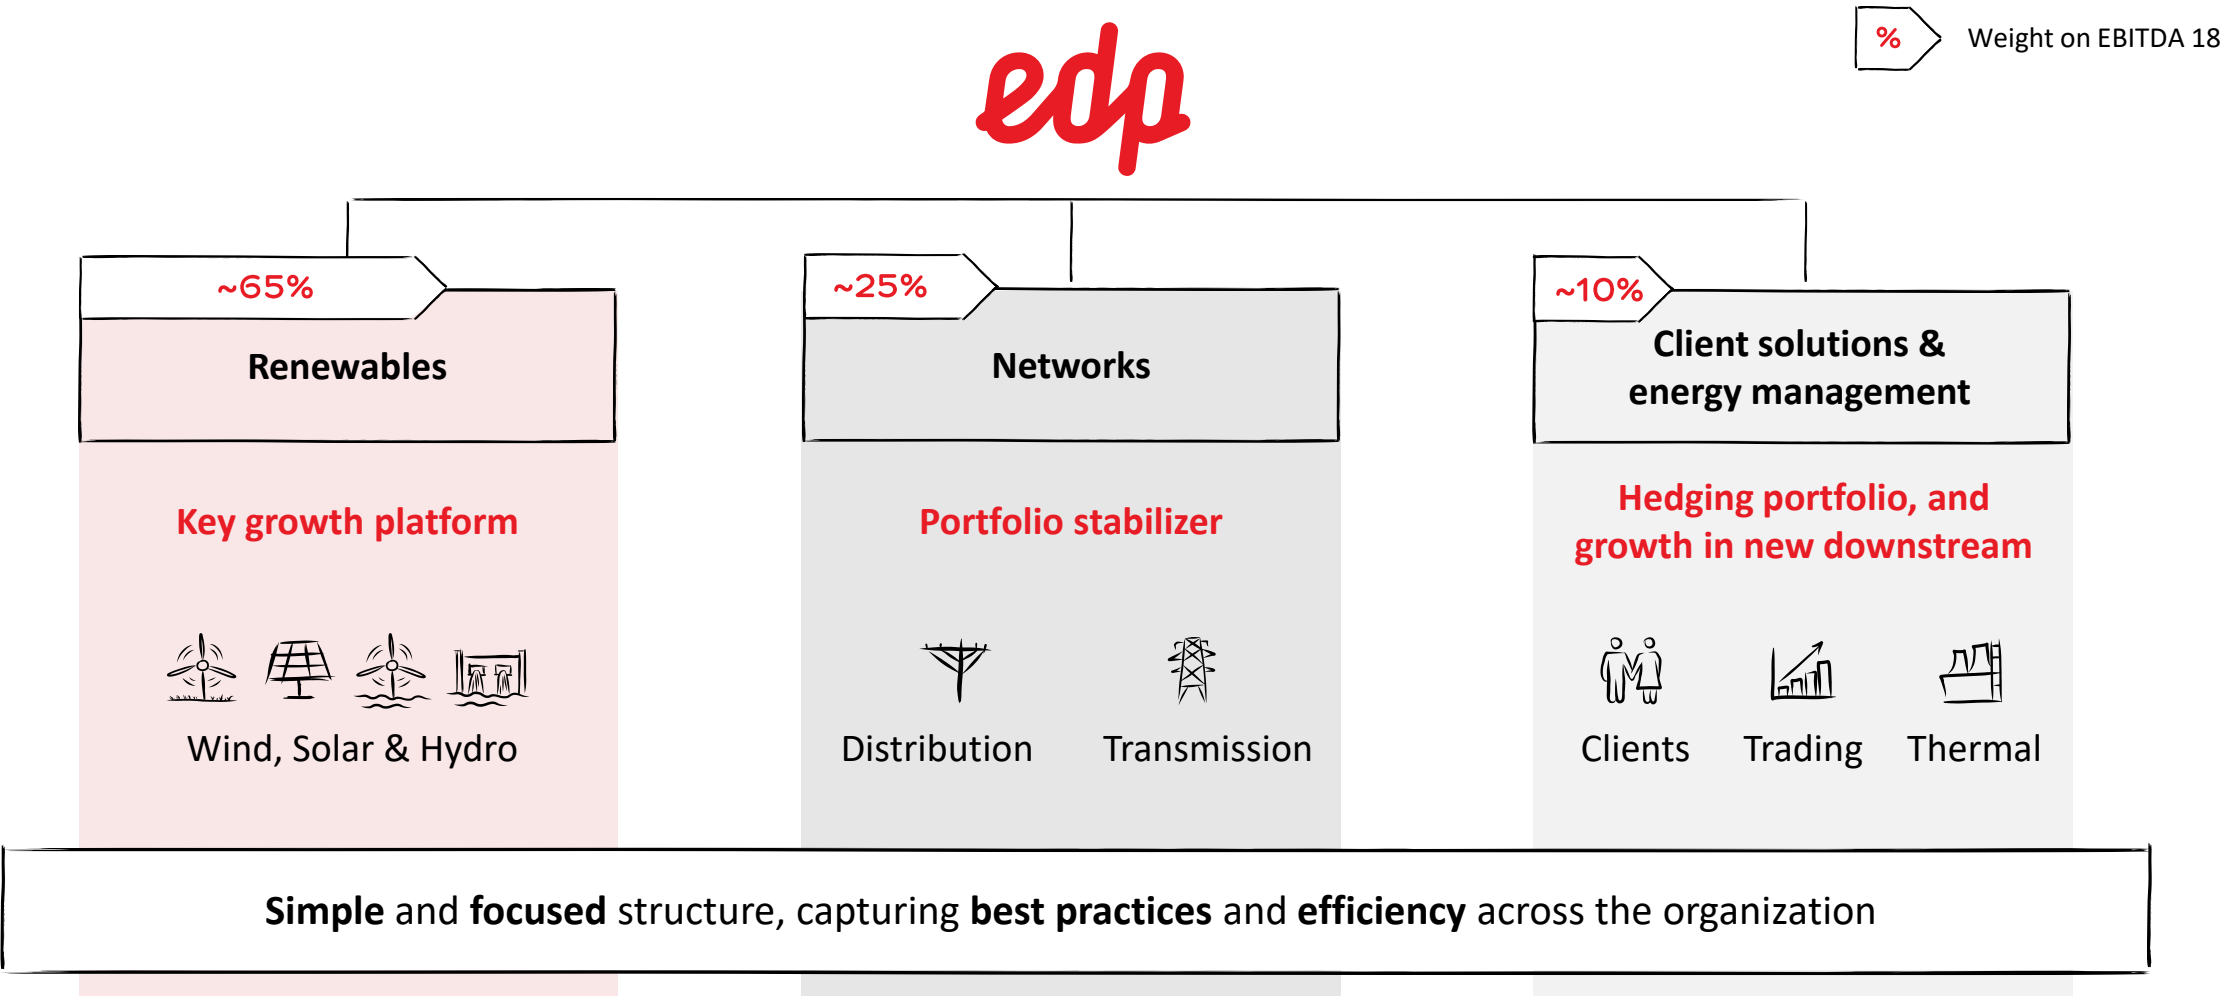 edp
% Weight on EBITDA 18
~65%
Renewables
Key growth platform
Wind, Solar & Hydro
~25%
Networks
Portfolio stabilizer
Distribution Transmission
~10%
Client solutions &
energy management
Hedging portfolio, and
growth in new downstream
Clients Trading Thermal
Simple and focused structure, capturing best practices and efficiency across the organization